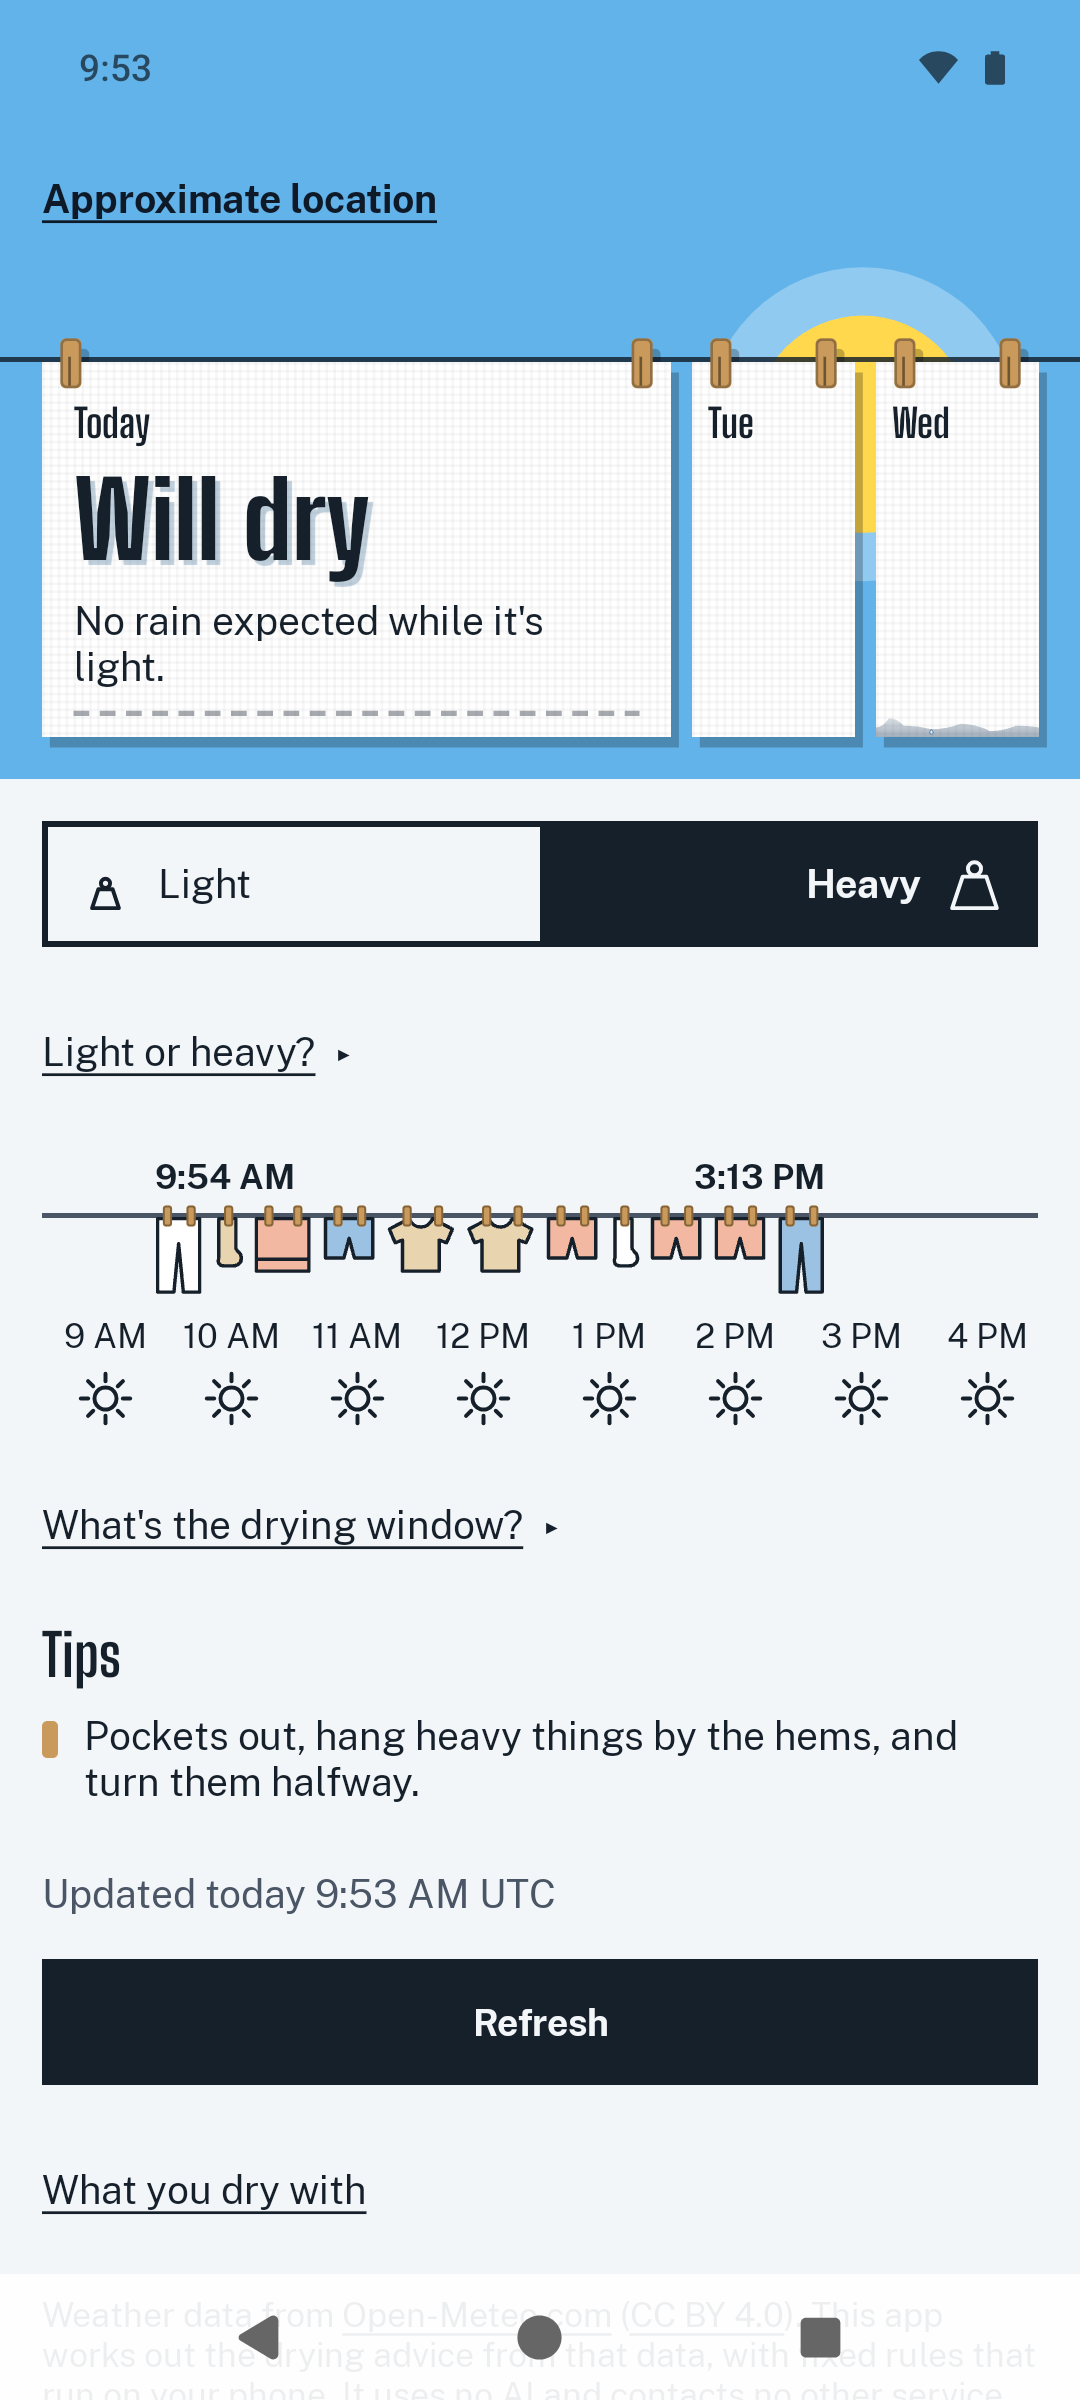 9:53
Approximate location
Today
Will dry
No rain expected while it's
light.
Tue
Wed
Light
Heavy
Light or heavy? ▸
9:54 AM
3:13 PM
9 AM 10 AM 11 AM 12 PM 1 PM 2 PM 3 PM 4 PM
What's the drying window? ▸
Tips
Pockets out, hang heavy things by the hems, and
turn them halfway.
Updated today 9:53 AM UTC
Refresh
What you dry with
Weather data from Open-Meteo.com (CC BY 4.0). This app
works out the drying advice from that data, with fixed rules that
run on your phone. It uses no AI and contacts no other service